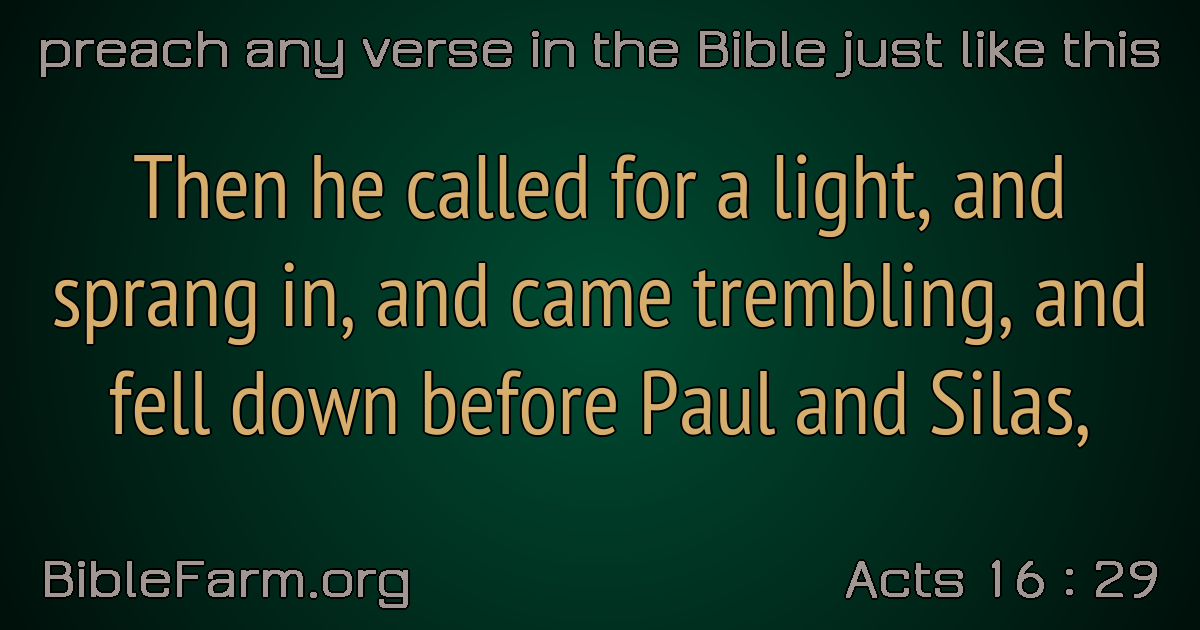 preach any verse in the Bible just like this
Then he called for a light, and
sprang in, and came trembling, and
fell down before Paul and Silas,
BibleFarm.org
Acts 16 : 29